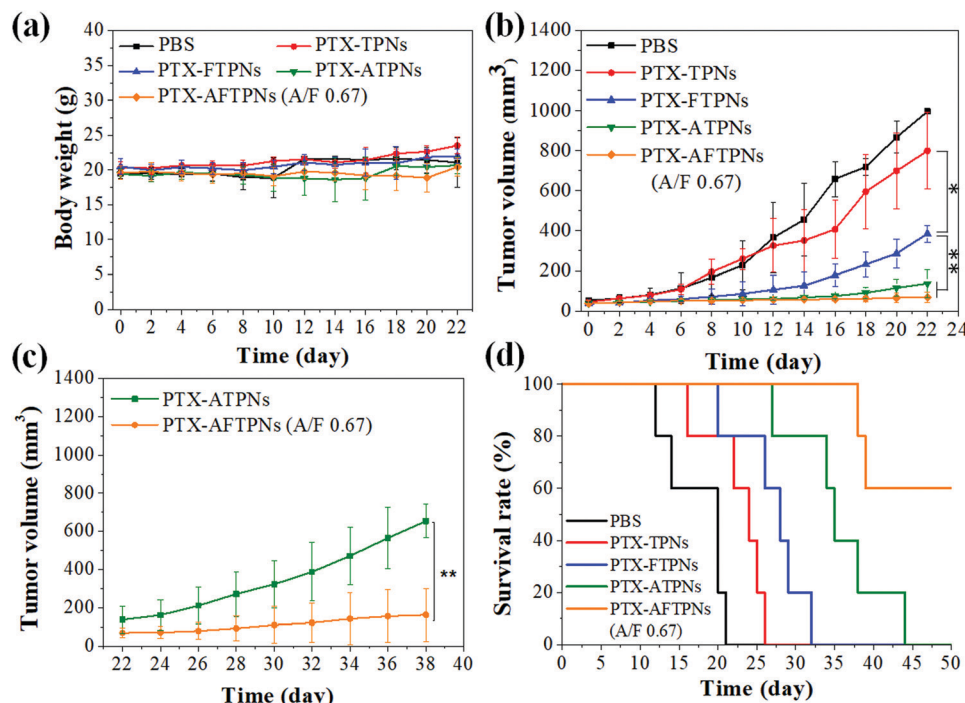 (a)
40
35
30
25
20
15
10
5
0
Body weight (g)
PBS PTX-TPNs
PTX-FTPNs PTX-ATPNs
PTX-AFTPNs (A/F 0.67)
0 2 4 6 8 10 12 14 16 18 20 22
Time (day)
(b)
1400
1200
1000
800
600
400
200
0
Tumor volume (mm³)
PBS
PTX-TPNs
PTX-FTPNs
PTX-ATPNs
PTX-AFTPNs
(A/F 0.67)
*
**
0 2 4 6 8 10 12 14 16 18 20 22 24
Time (day)
(c)
1400
1200
1000
800
600
400
200
0
Tumor volume (mm³)
PTX-ATPNs
PTX-AFTPNs (A/F 0.67)
**
22 24 26 28 30 32 34 36 38 40
Time (day)
(d)
100
80
60
40
20
0
Survival rate (%)
PBS
PTX-TPNs
PTX-FTPNs
PTX-ATPNs
PTX-AFTPNs
(A/F 0.67)
0 5 10 15 20 25 30 35 40 45 50
Time (day)